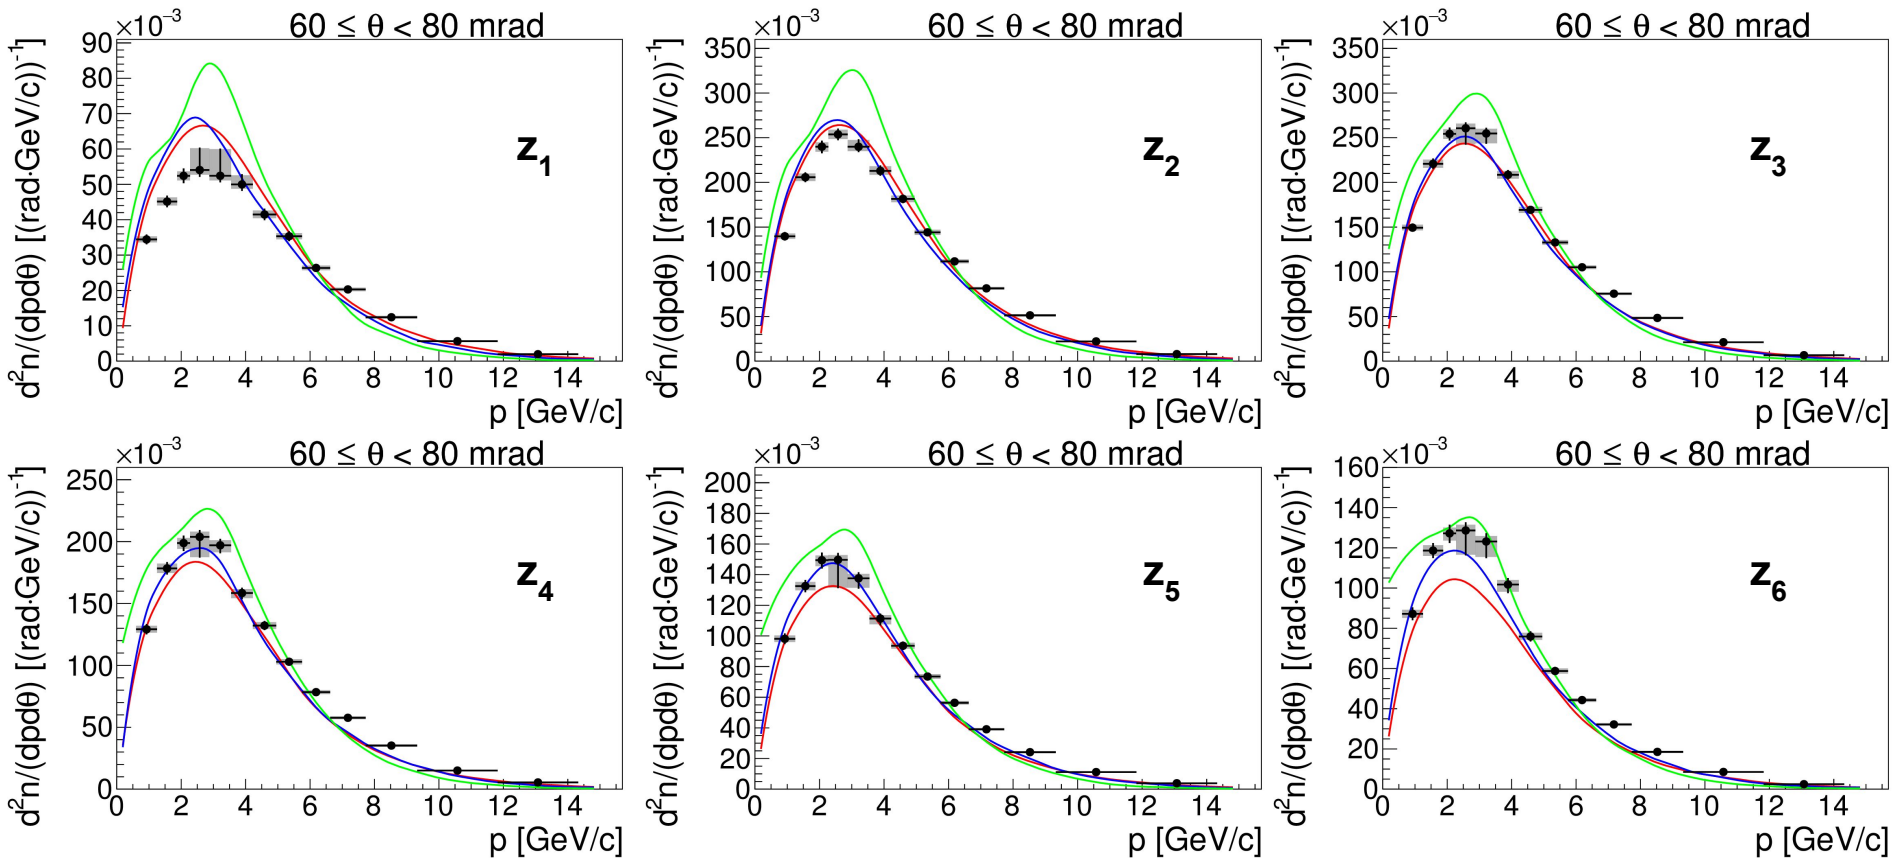 ×10⁻³ 60 ≤ θ < 80 mrad
d²n/(dpdθ) [(rad·GeV/c))⁻¹]
90
80
70
60
50
40
30
20
10
0
z₁
0 2 4 6 8 10 12 14
p [GeV/c]
×10⁻³ 60 ≤ θ < 80 mrad
d²n/(dpdθ) [(rad·GeV/c))⁻¹]
350
300
250
200
150
100
50
0
z₂
0 2 4 6 8 10 12 14
p [GeV/c]
×10⁻³ 60 ≤ θ < 80 mrad
d²n/(dpdθ) [(rad·GeV/c))⁻¹]
350
300
250
200
150
100
50
0
z₃
0 2 4 6 8 10 12 14
p [GeV/c]
×10⁻³ 60 ≤ θ < 80 mrad
d²n/(dpdθ) [(rad·GeV/c))⁻¹]
250
200
150
100
50
0
z₄
0 2 4 6 8 10 12 14
p [GeV/c]
×10⁻³ 60 ≤ θ < 80 mrad
d²n/(dpdθ) [(rad·GeV/c))⁻¹]
200
180
160
140
120
100
80
60
40
20
0
z₅
0 2 4 6 8 10 12 14
p [GeV/c]
×10⁻³ 60 ≤ θ < 80 mrad
d²n/(dpdθ) [(rad·GeV/c))⁻¹]
160
140
120
100
80
60
40
20
0
z₆
0 2 4 6 8 10 12 14
p [GeV/c]